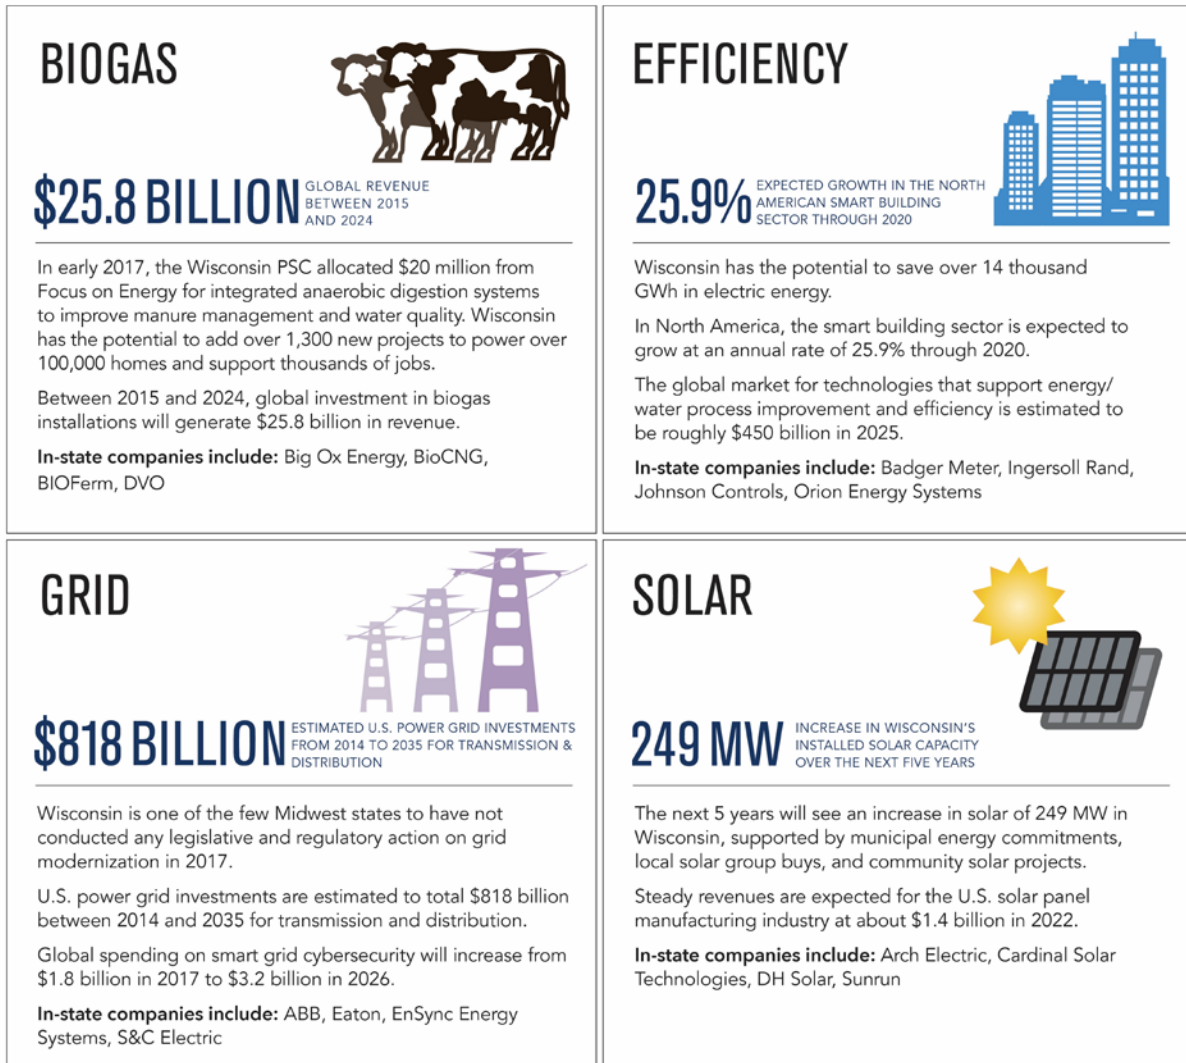 BIOGAS
$25.8 BILLION
GLOBAL REVENUE
BETWEEN 2015
AND 2024
In early 2017, the Wisconsin PSC allocated $20 million from
Focus on Energy for integrated anaerobic digestion systems
to improve manure management and water quality. Wisconsin
has the potential to add over 1,300 new projects to power over
100,000 homes and support thousands of jobs.
Between 2015 and 2024, global investment in biogas
installations will generate $25.8 billion in revenue.
In-state companies include: Big Ox Energy, BioCNG,
BIOFerm, DVO
EFFICIENCY
25.9%
EXPECTED GROWTH IN THE NORTH
AMERICAN SMART BUILDING
SECTOR THROUGH 2020
Wisconsin has the potential to save over 14 thousand
GWh in electric energy.
In North America, the smart building sector is expected to
grow at an annual rate of 25.9% through 2020.
The global market for technologies that support energy/
water process improvement and efficiency is estimated to
be roughly $450 billion in 2025.
In-state companies include: Badger Meter, Ingersoll Rand,
Johnson Controls, Orion Energy Systems
GRID
$818 BILLION
ESTIMATED U.S. POWER GRID INVESTMENTS
FROM 2014 TO 2035 FOR TRANSMISSION &
DISTRIBUTION
Wisconsin is one of the few Midwest states to have not
conducted any legislative and regulatory action on grid
modernization in 2017.
U.S. power grid investments are estimated to total $818 billion
between 2014 and 2035 for transmission and distribution.
Global spending on smart grid cybersecurity will increase from
$1.8 billion in 2017 to $3.2 billion in 2026.
In-state companies include: ABB, Eaton, EnSync Energy
Systems, S&C Electric
SOLAR
249 MW
INCREASE IN WISCONSIN'S
INSTALLED SOLAR CAPACITY
OVER THE NEXT FIVE YEARS
The next 5 years will see an increase in solar of 249 MW in
Wisconsin, supported by municipal energy commitments,
local solar group buys, and community solar projects.
Steady revenues are expected for the U.S. solar panel
manufacturing industry at about $1.4 billion in 2022.
In-state companies include: Arch Electric, Cardinal Solar
Technologies, DH Solar, Sunrun